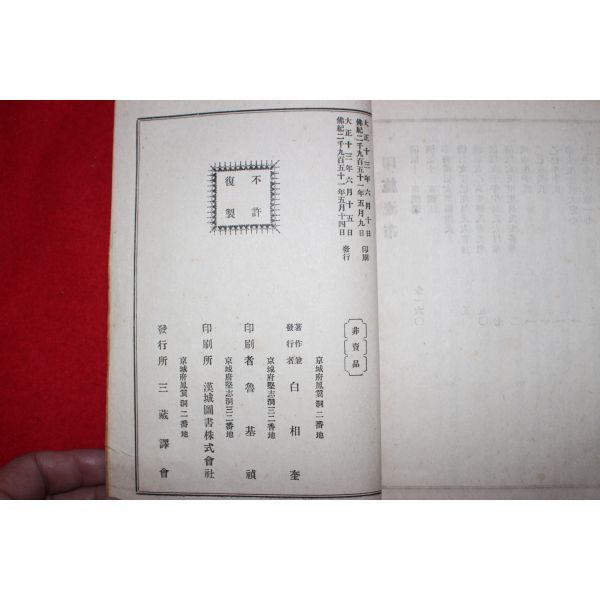 大正十三年六月十日
佛紀二千九百五十一年五月九日 印刷
大正十三年六月十五日
佛紀二千九百五十一年五月十四日 發行
不許
復製
非賣品
京城府鳳翼洞二番地
著作兼
發行者 白相奎
京城府堅志洞三二番地
印刷者 魯基禎
京城府堅志洞三二番地
印刷所 漢城圖書株式會社
京城府鳳翼洞二番地
發行所 三藏譯會